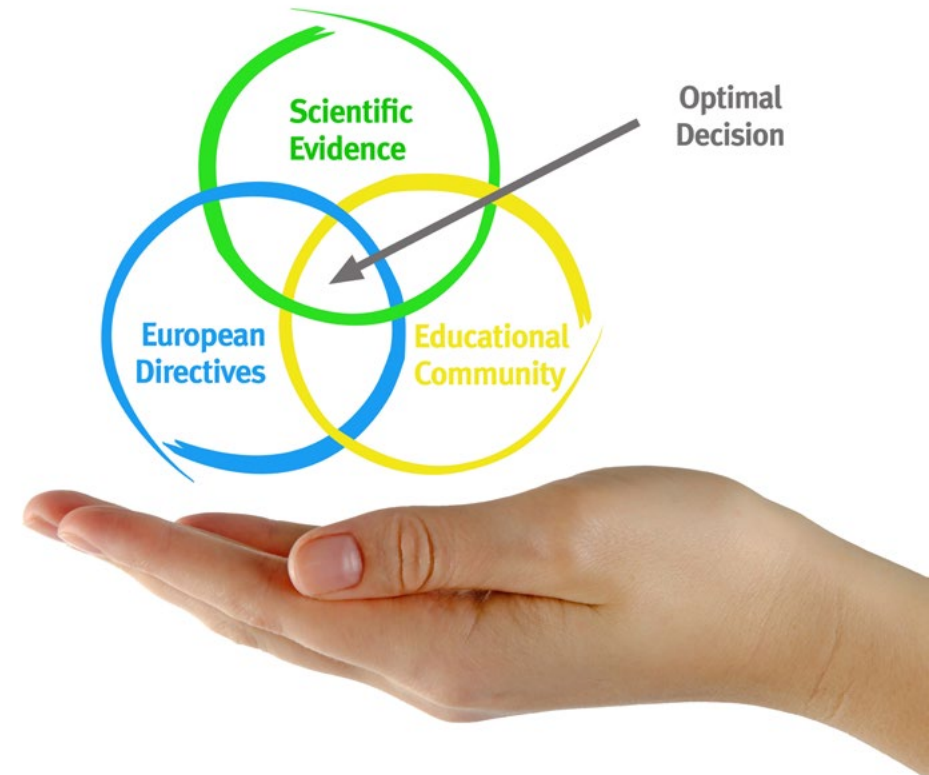 Scientific
Evidence
Optimal
Decision
European
Directives
Educational
Community